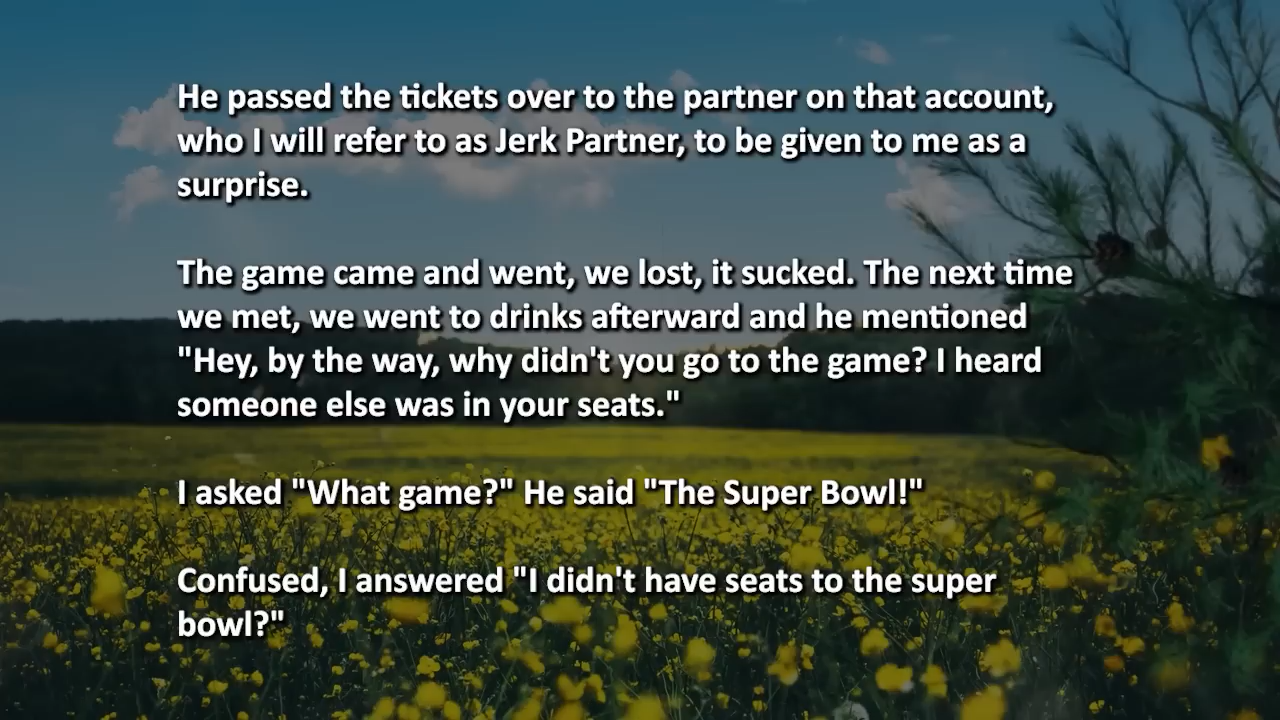 He passed the tickets over to the partner on that account,
who I will refer to as Jerk Partner, to be given to me as a
surprise.
The game came and went, we lost, it sucked. The next time
we met, we went to drinks afterward and he mentioned
"Hey, by the way, why didn't you go to the game? I heard
someone else was in your seats."
I asked "What game?" He said "The Super Bowl!"
Confused, I answered "I didn't have seats to the super
bowl?"